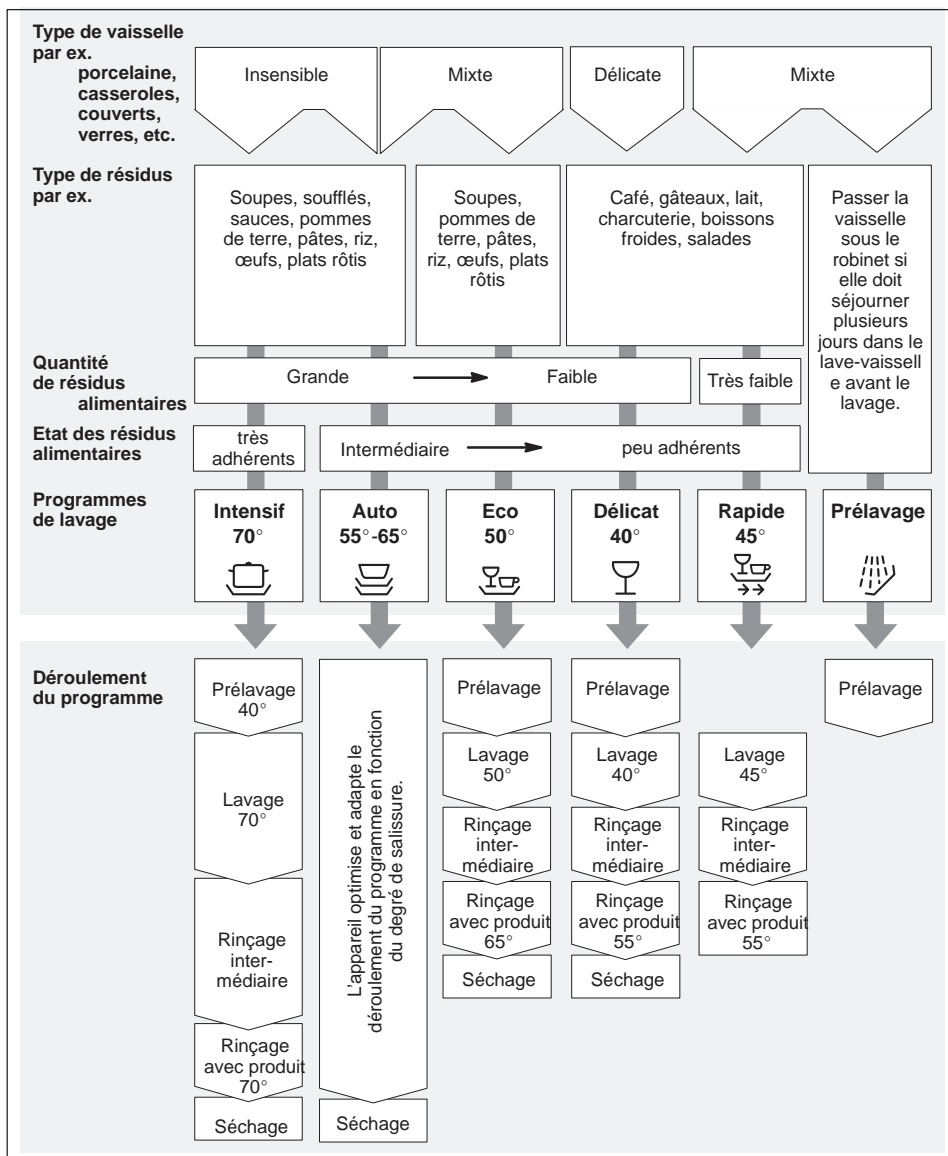 Type de vaisselle
par ex.
porcelaine,
casseroles,
couverts,
verres, etc.
Insensible
Mixte
Délicate
Mixte
Type de résidus
par ex.
Soupes, soufflés,
sauces, pommes
de terre, pâtes, riz,
œufs, plats rôtis
Soupes,
pommes de
terre, pâtes,
riz, œufs, plats
rôtis
Café, gâteaux, lait,
charcuterie, boissons
froides, salades
Passer la
vaisselle
sous le
robinet si
elle doit
séjourner
plusieurs
jours dans le
lave-vaissell
e avant le
lavage.
Quantité
de résidus
alimentaires
Grande
Faible
Très faible
Etat des résidus
alimentaires
très
adhérents
Intermédiaire
peu adhérents
Programmes
de lavage
Intensif
70°
Auto
55°-65°
Eco
50°
Délicat
40°
Rapide
45°
Prélavage
Déroulement
du programme
Prélavage
40°
Lavage
70°
Rinçage
inter-
médiaire
Rinçage
avec produit
70°
Séchage
L'appareil optimise et adapte le
déroulement du programme en fonction
du degré de salissure.
Séchage
Prélavage
Lavage
50°
Rinçage
inter-
médiaire
Rinçage
avec produit
65°
Séchage
Prélavage
Lavage
40°
Rinçage
inter-
médiaire
Rinçage
avec produit
55°
Séchage
Lavage
45°
Rinçage
inter-
médiaire
Rinçage
avec produit
55°
Prélavage